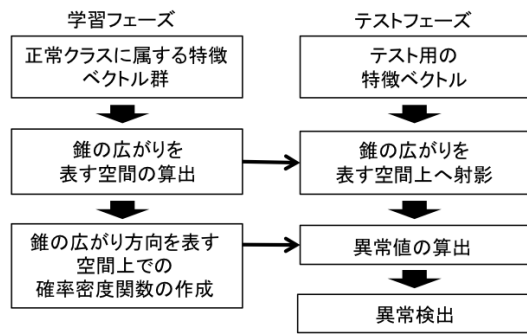 学習フェーズ
正常クラスに属する特徴
ベクトル群
錐の広がりを
表す空間の算出
錐の広がり方向を表す
空間上での
確率密度関数の作成
テストフェーズ
テスト用の
特徴ベクトル
錐の広がりを
表す空間上へ射影
異常値の算出
異常検出